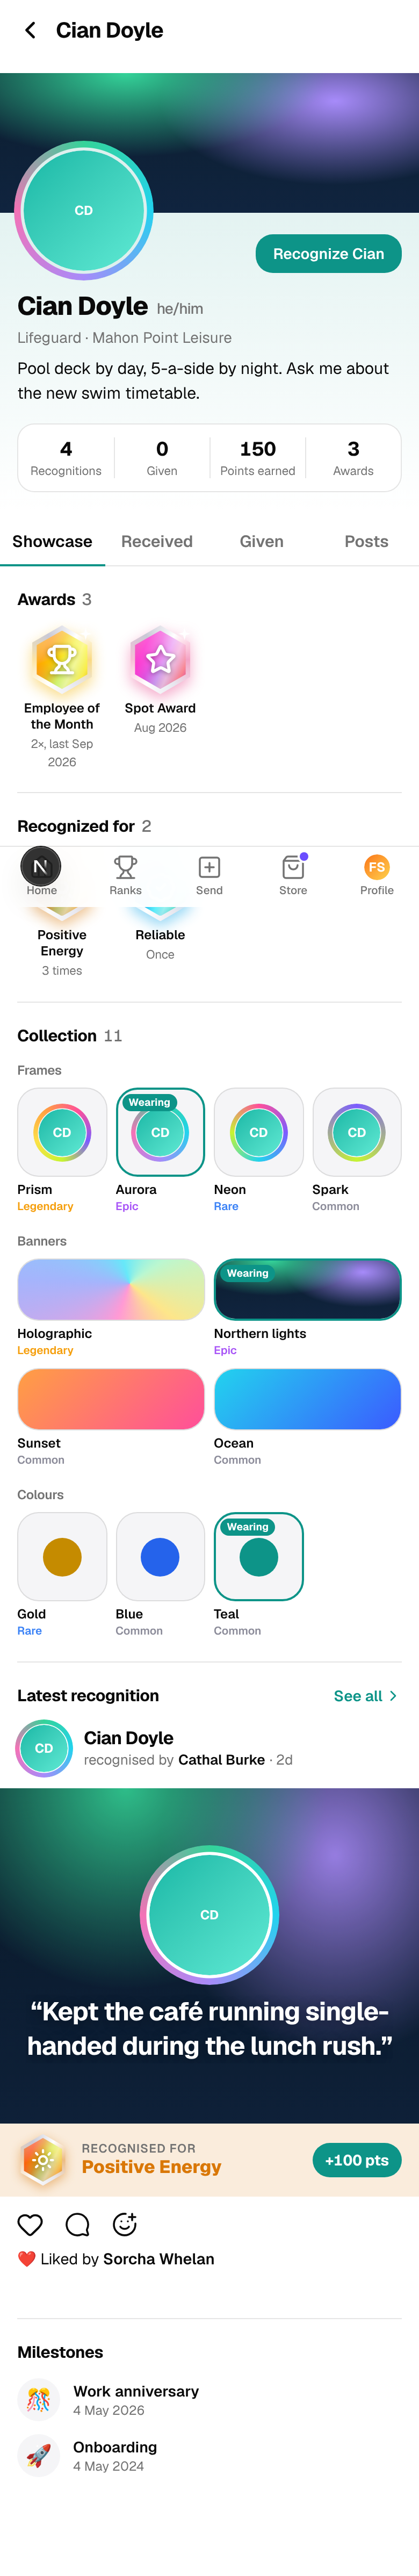 Cian Doyle
CD
Recognize Cian
Cian Doyle he/him
Lifeguard · Mahon Point Leisure
Pool deck by day, 5-a-side by night. Ask me about
the new swim timetable.
4 0 150 3
Recognitions Given Points earned Awards
Showcase Received Given Posts
Awards 3
Employee of
the Month
2×, last Sep
2026
Spot Award
Aug 2026
Recognized for 2
N
Home Ranks Send Store Profile
FS
Positive
Energy
3 times
Reliable
Once
Collection 11
Frames
CD
Wearing
CD
CD
CD
Prism Aurora Neon Spark
Legendary Epic Rare Common
Banners
Wearing
Holographic Northern lights
Legendary Epic
Sunset Ocean
Common Common
Colours
Wearing
Gold Blue Teal
Rare Common Common
Latest recognition See all
CD
Cian Doyle
recognised by Cathal Burke · 2d
CD
“Kept the café running single-
handed during the lunch rush.”
RECOGNISED FOR
Positive Energy
+100 pts
Liked by Sorcha Whelan
Milestones
Work anniversary
4 May 2026
Onboarding
4 May 2024